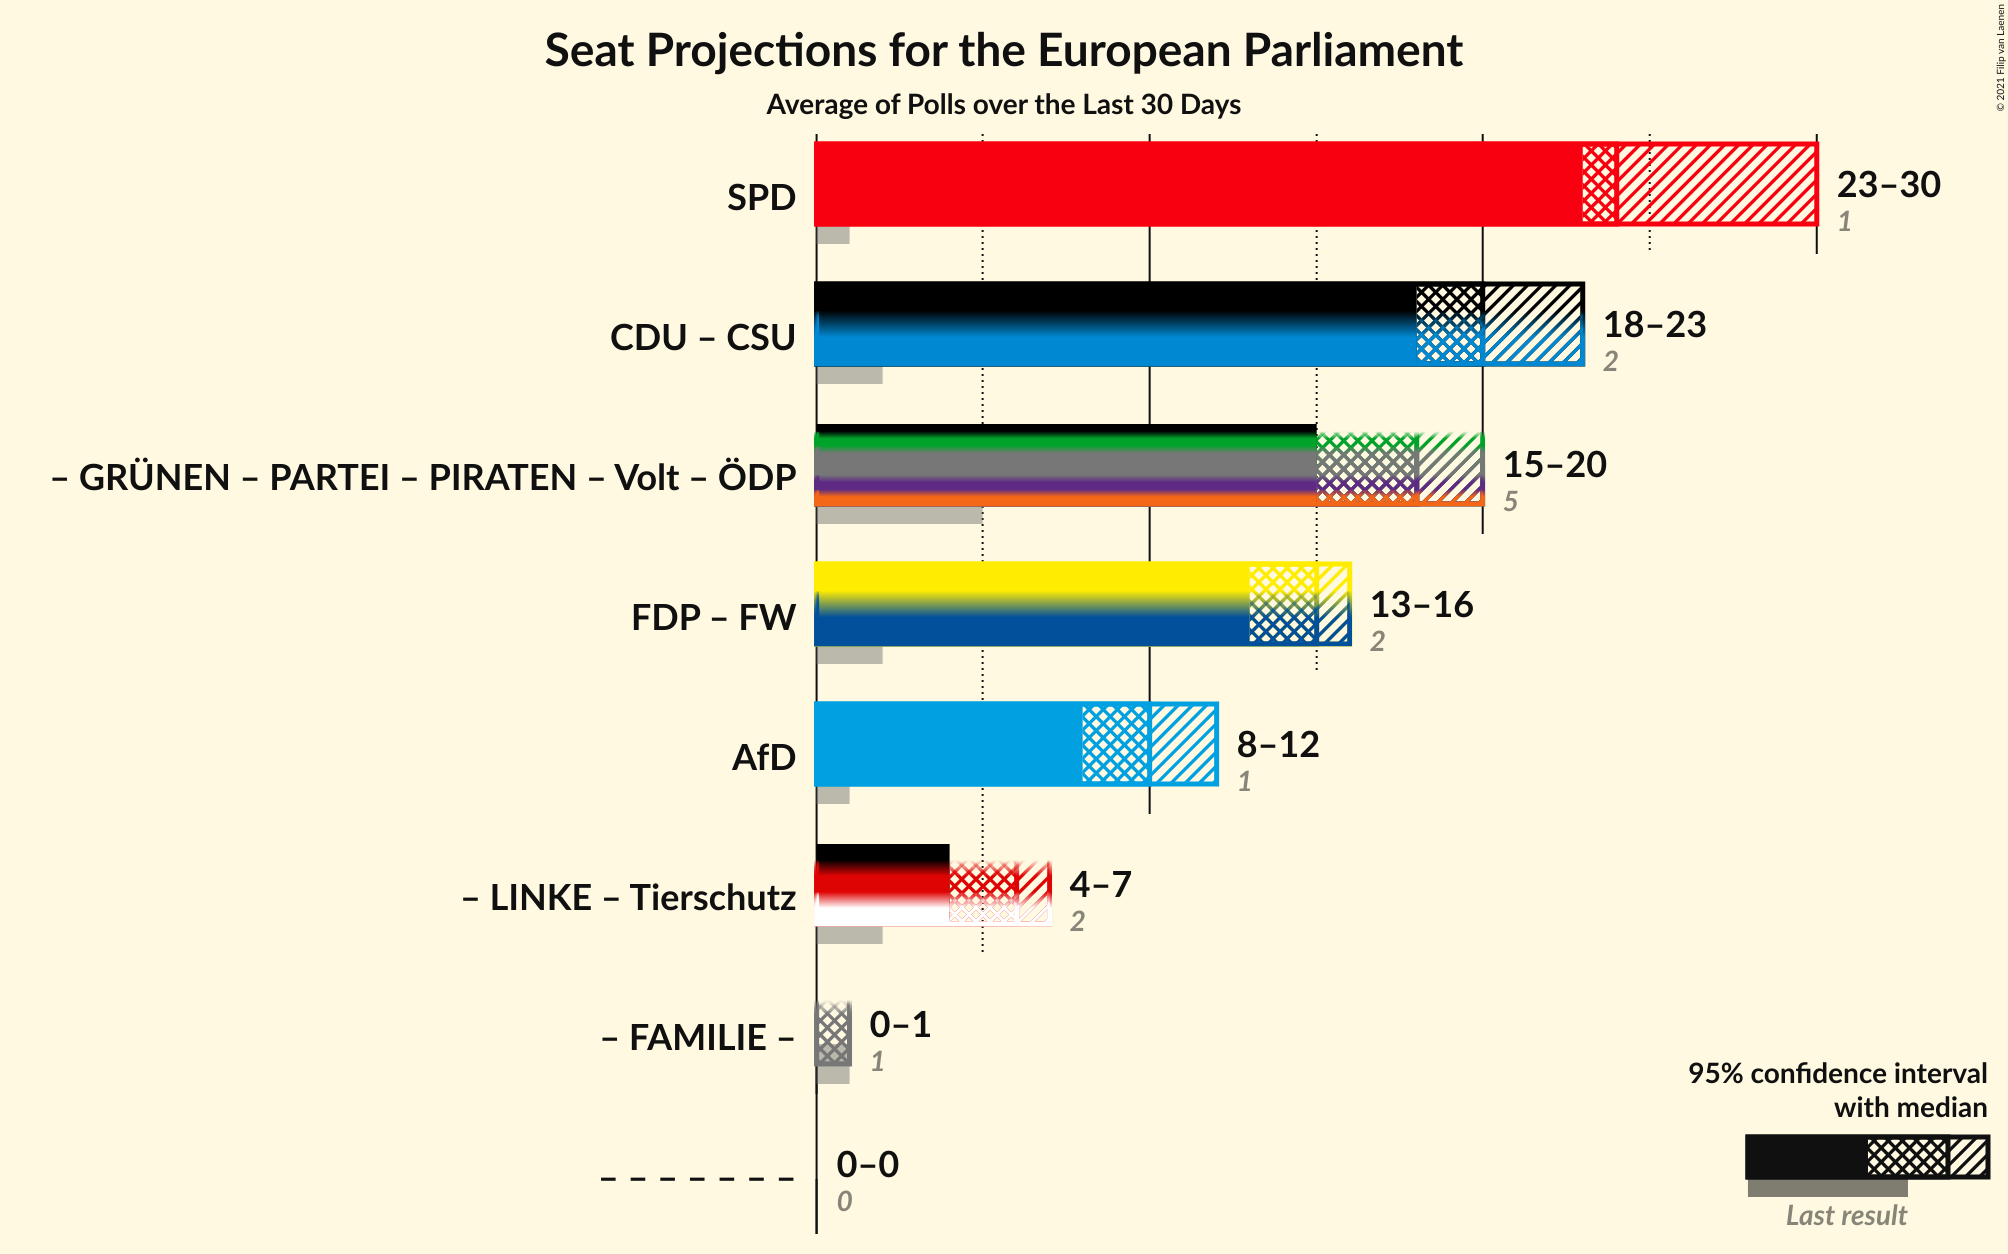 Seat Projections for the European Parliament
Average of Polls over the Last 30 Days
© 2021 Filip van Laenen
SPD
23–30
1
CDU – CSU
18–23
2
– GRÜNEN – PARTEI – PIRATEN – Volt – ÖDP
15–20
5
FDP – FW
13–16
2
AfD
8–12
1
– LINKE – Tierschutz
4–7
2
– FAMILIE –
0–1
1
– – – – – – –
0–0
0
95% confidence interval
with median
Last result